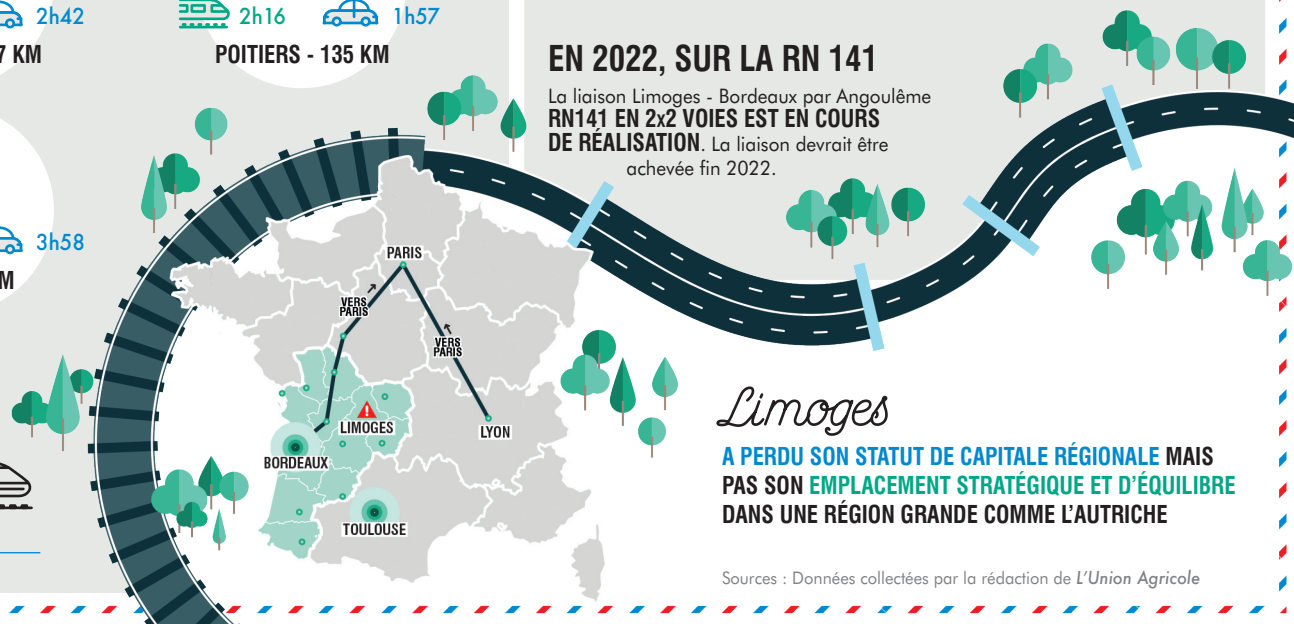 2h42
7 KM
2h16
1h57
POITIERS - 135 KM
3h58
M
EN 2022, SUR LA RN 141
La liaison Limoges - Bordeaux par Angoulême
RN141 EN 2x2 VOIES EST EN COURS
DE RÉALISATION. La liaison devrait être
achevée fin 2022.
PARIS
VERS
PARIS
VERS
PARIS
LIMOGES
LYON
BORDEAUX
TOULOUSE
Limoges
A PERDU SON STATUT DE CAPITALE RÉGIONALE MAIS
PAS SON EMPLACEMENT STRATÉGIQUE ET D'ÉQUILIBRE
DANS UNE RÉGION GRANDE COMME L'AUTRICHE
Sources : Données collectées par la rédaction de L'Union Agricole